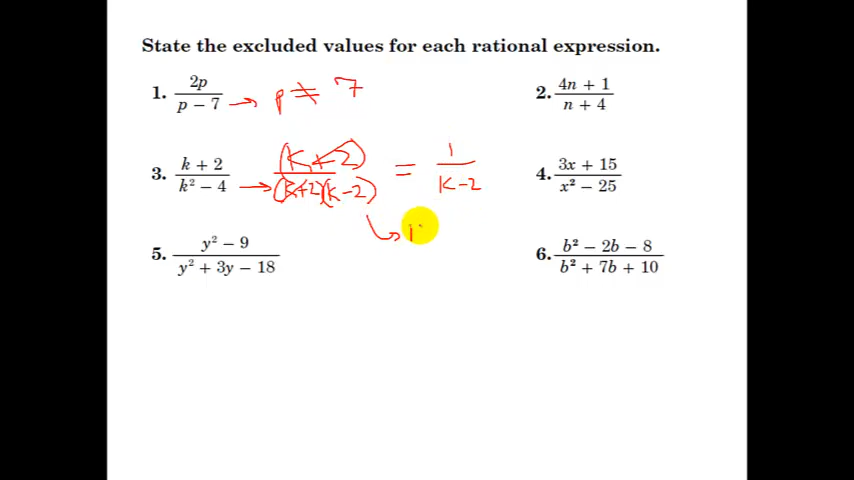 State the excluded values for each rational expression.
1. 2p / p − 7 → p ≠ 7
2. 4n + 1 / n + 4
3. k + 2 / k² − 4 → (k + 2) / (k+2)(k−2) = 1 / k−2
4. 3x + 15 / x² − 25
5. y² − 9 / y² + 3y − 18
6. b² − 2b − 8 / b² + 7b + 10